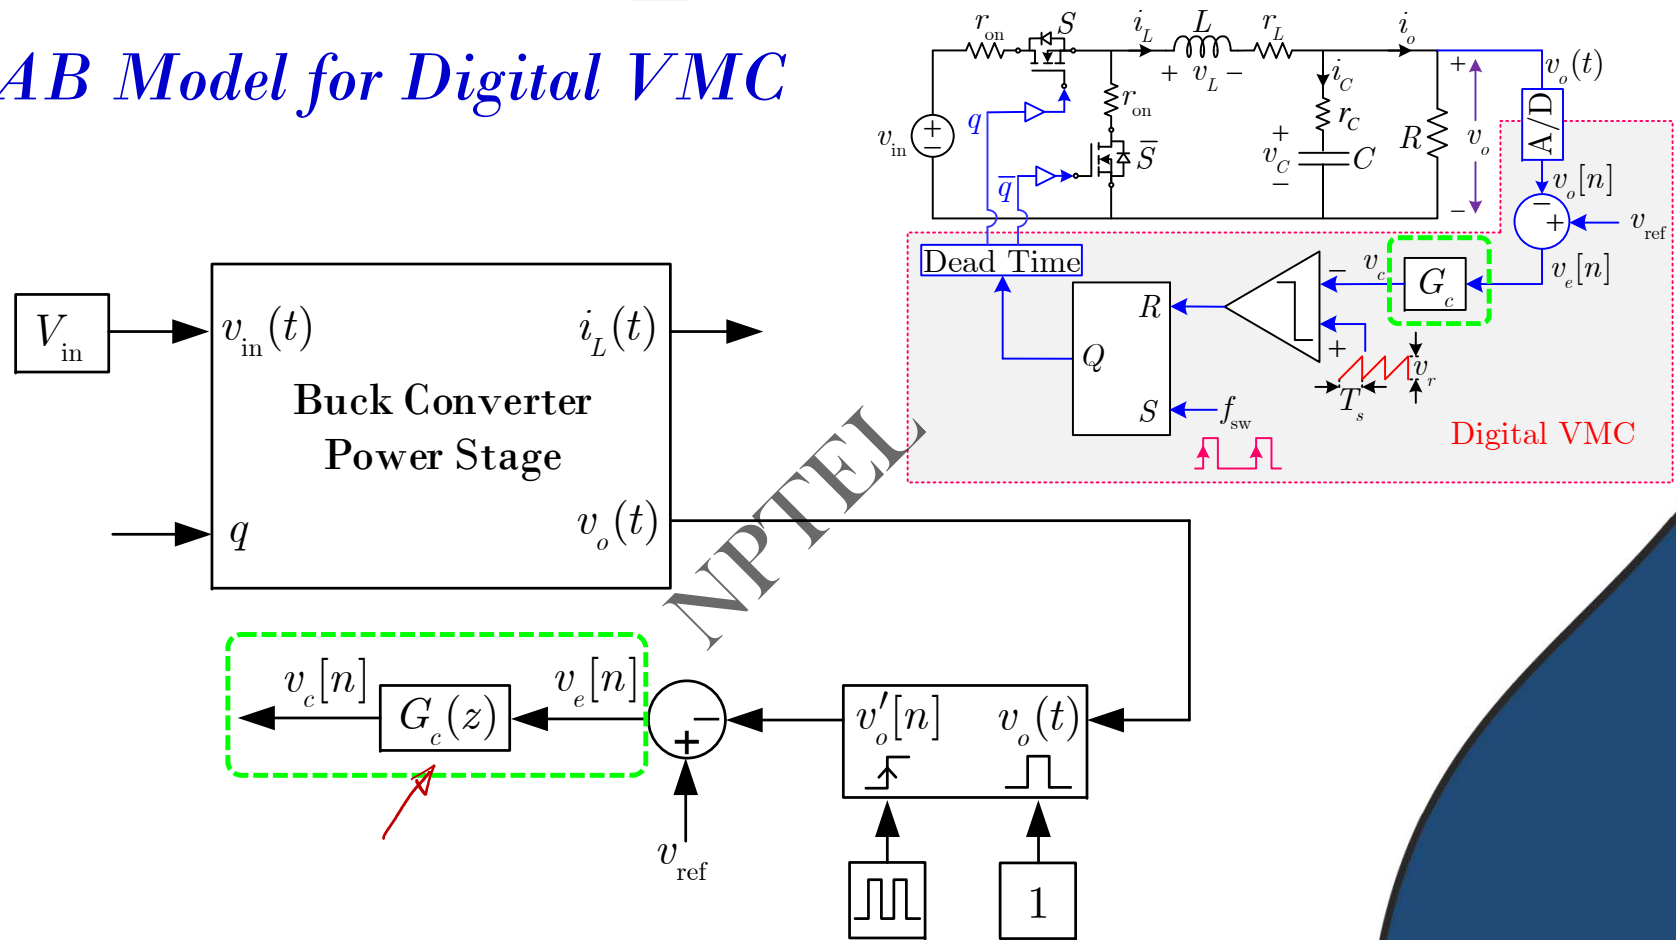 AB Model for Digital VMC
r_on
S
i_L
L
r_L
i_o
+ v_L −
i_C
+
v_o(t)
q
r_on
r_C
A/D
v_in
+
−
S̅
+
v_C
−
C
R
v_o
q̅
−
v_o[n]
−
+
v_ref
Dead Time
v_c
G_c
v_e[n]
−
R
+
v_r
Q
T_s
S
f_sw
Digital VMC
V_in
v_in(t)
i_L(t)
Buck Converter
Power Stage
q
v_o(t)
NPTEL
v_c[n]
G_c(z)
v_e[n]
−
+
v_ref
v_o′[n]
v_o(t)
1